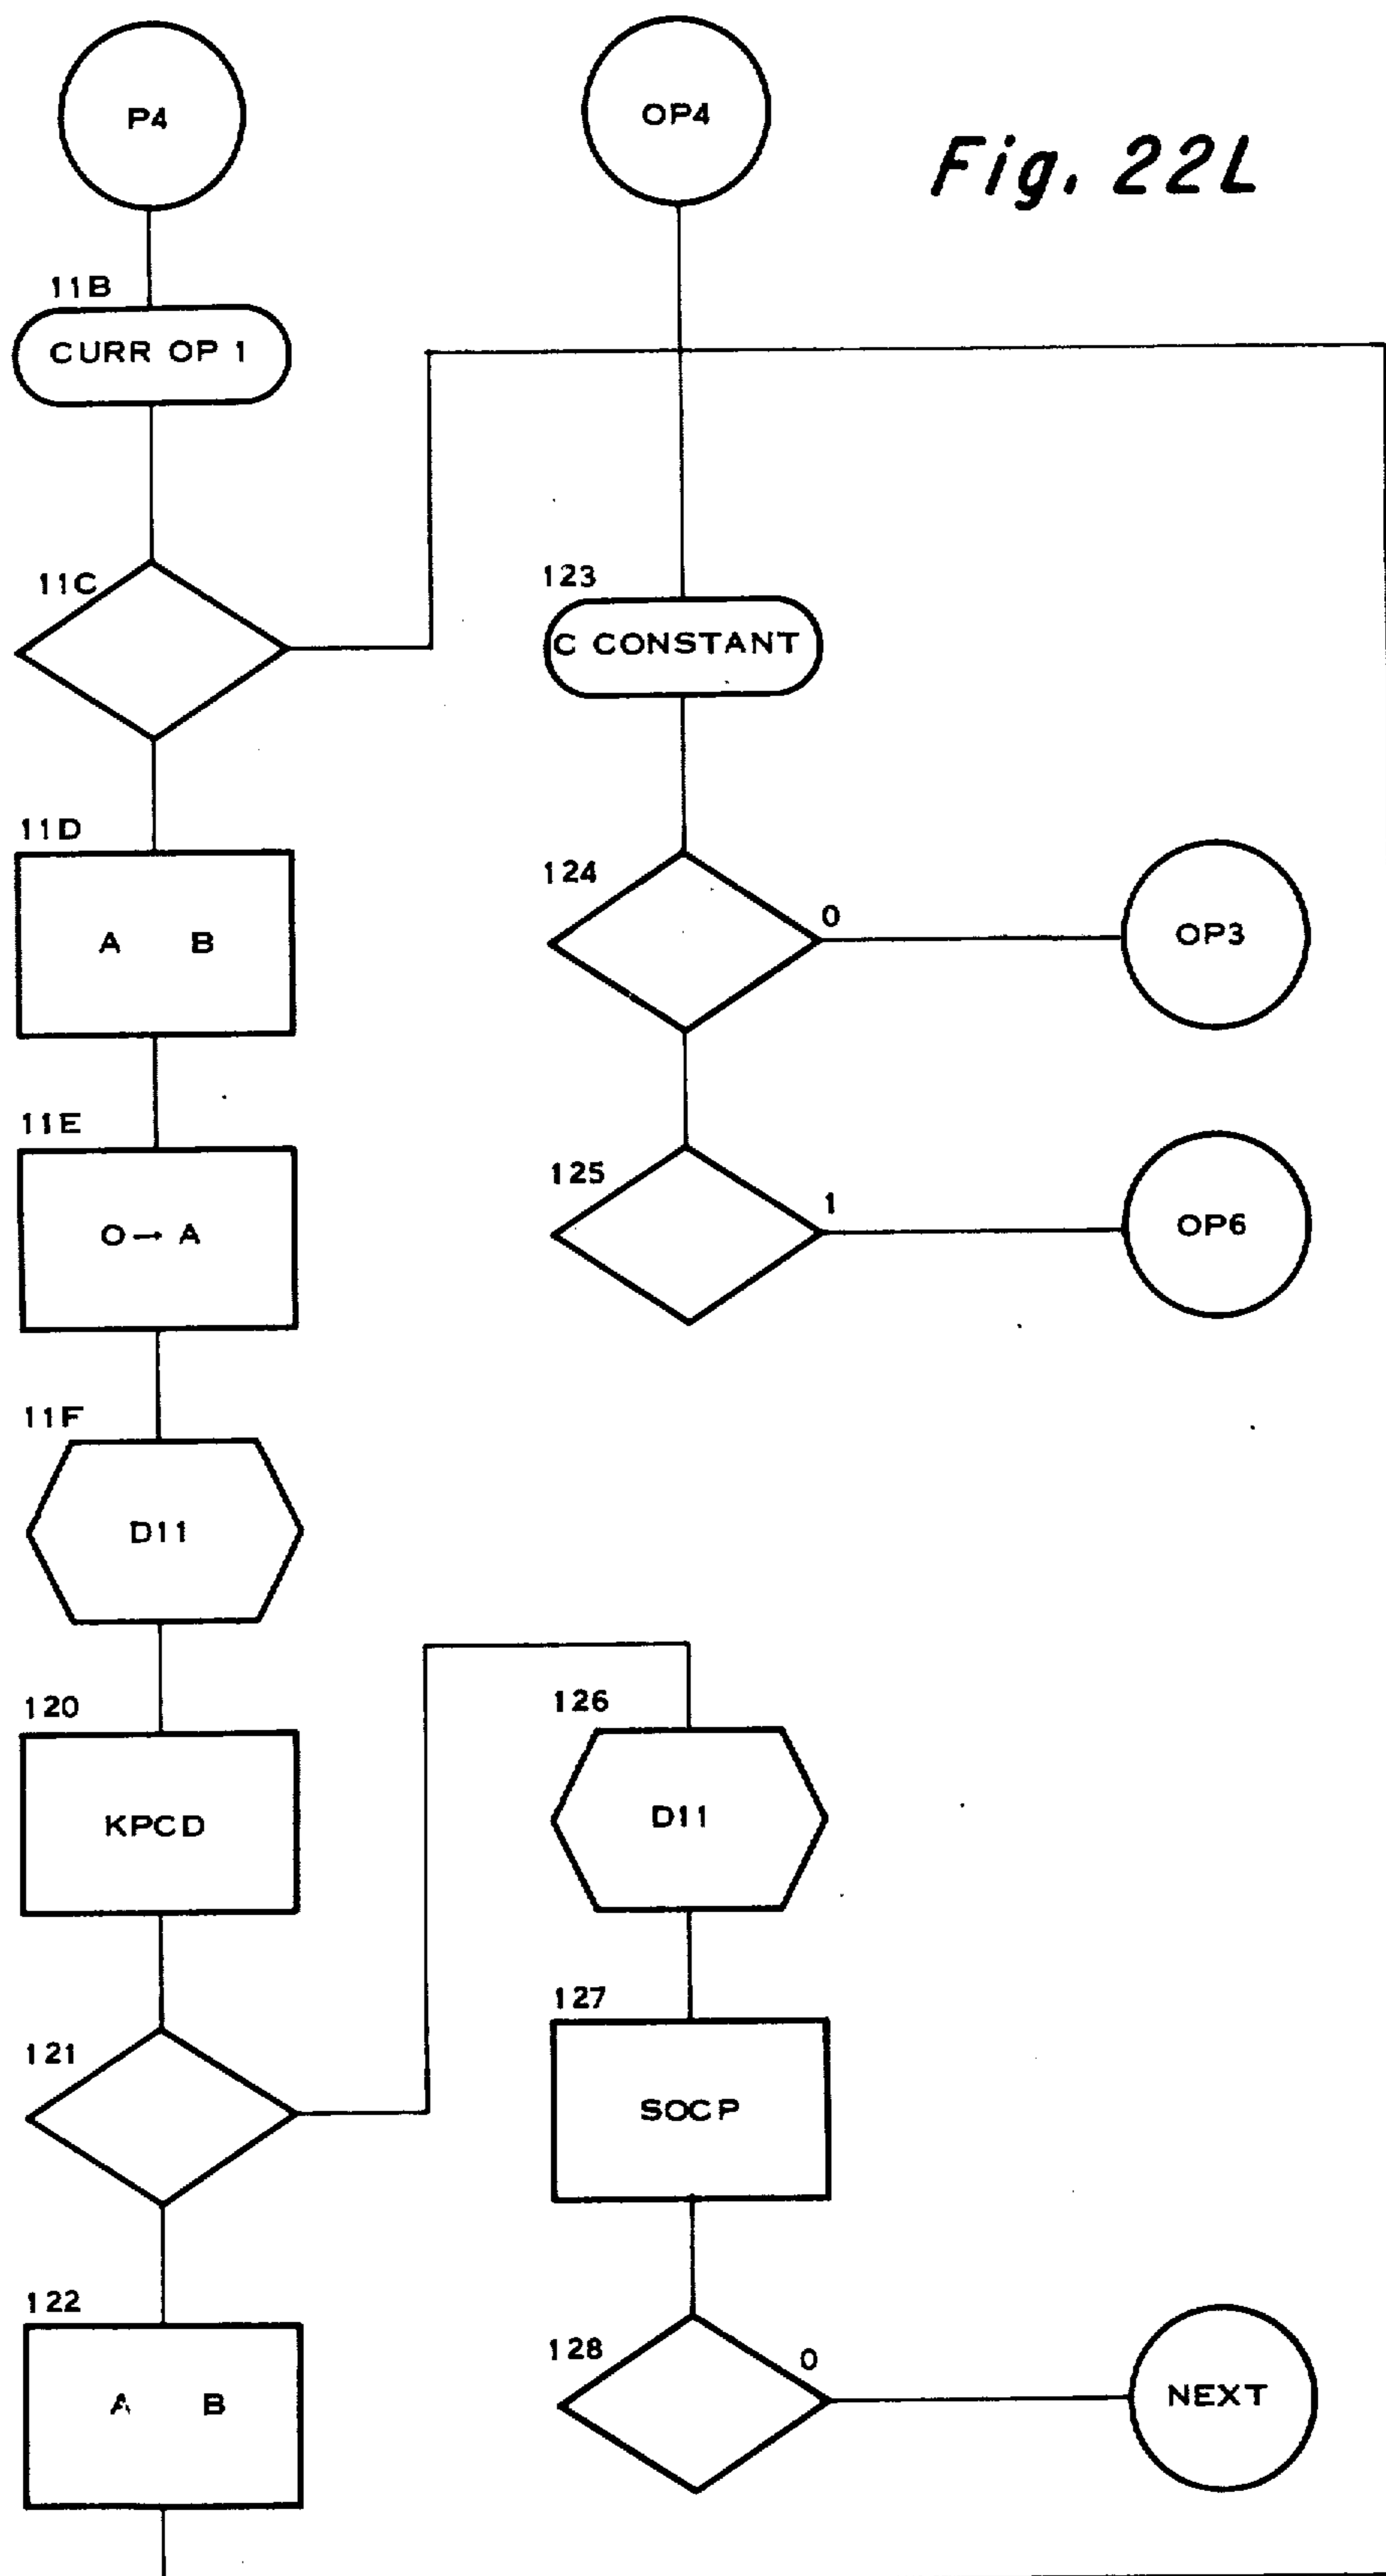 P4
OP4
Fig. 22L
11B
CURR OP 1
11C
123
C CONSTANT
11D
A B
124
0
OP3
11E
O→ A
125
1
OP6
11F
D11
120
KPCD
126
D11
121
127
SOCP
122
A B
128
0
NEXT